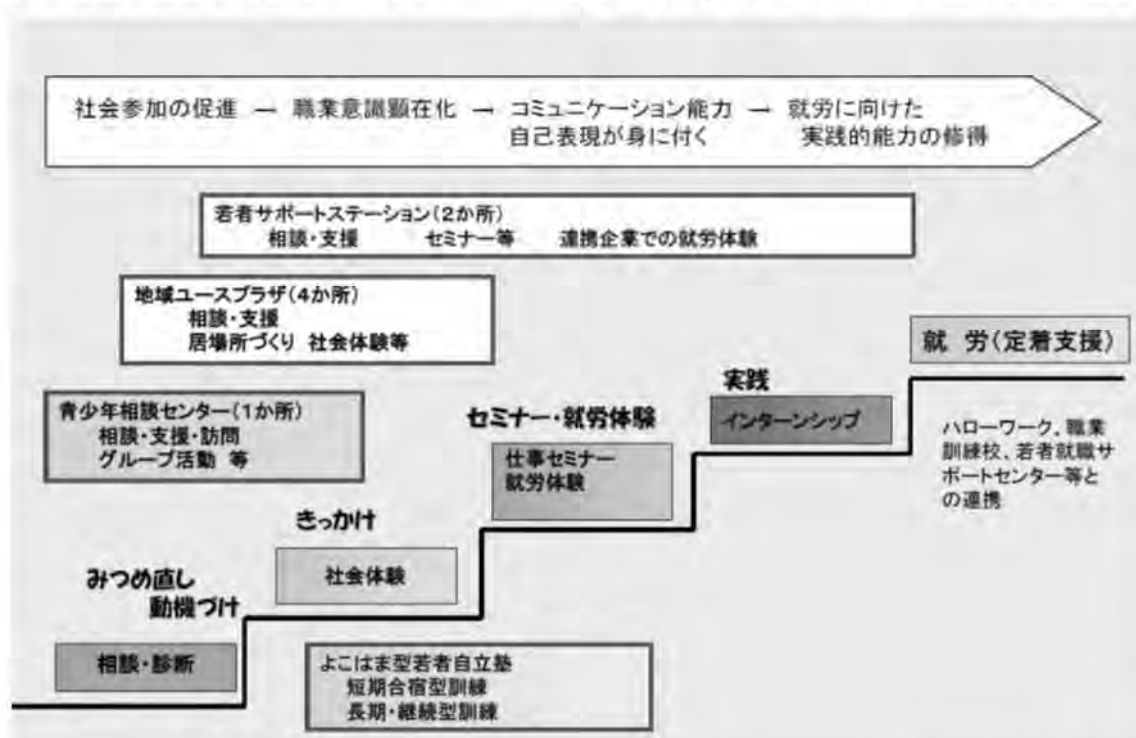 社会参加の促進 → 職業意識顕在化 → コミュニケーション能力 → 就労に向けた
自己表現が身に付く 実践的能力の修得
若者サポートステーション(2か所)
相談・支援 セミナー等 連携企業での就労体験
地域ユースプラザ(4か所)
相談・支援
居場所づくり 社会体験等
青少年相談センター(1か所)
相談・支援・訪問
グループ活動 等
みつめ直し
動機づけ
相談・診断
きっかけ
社会体験
セミナー・就労体験
仕事セミナー
就労体験
実践
インターンシップ
就 労(定着支援)
ハローワーク、職業
訓練校、若者就職サ
ポートセンター等と
の連携
よこはま型若者自立塾
短期合宿型訓練
長期・継続型訓練